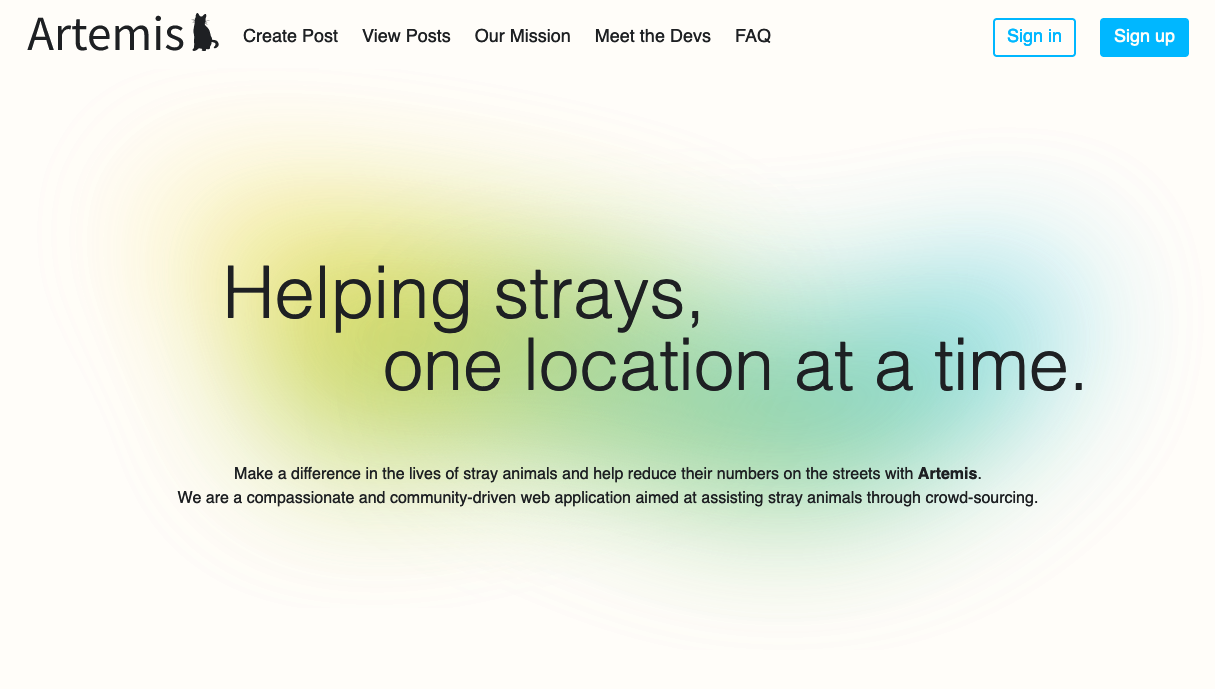 Artemis Create Post View Posts Our Mission Meet the Devs FAQ Sign in Sign up
Helping strays,
one location at a time.
Make a difference in the lives of stray animals and help reduce their numbers on the streets with Artemis.
We are a compassionate and community-driven web application aimed at assisting stray animals through crowd-sourcing.